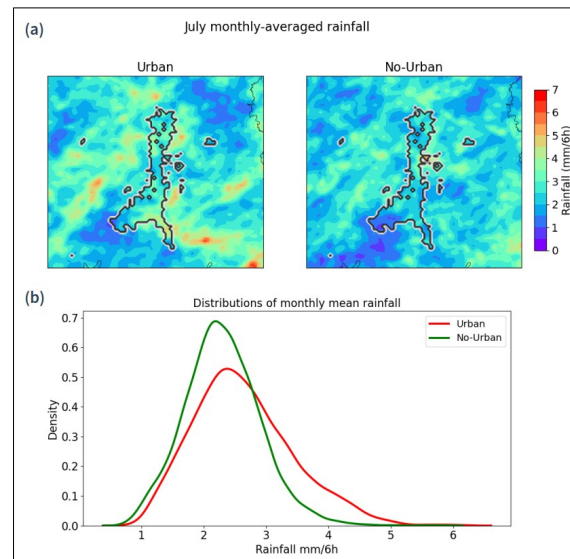 (a)
July monthly-averaged rainfall
Urban
No-Urban
7
6
5
4
3
2
1
0
Rainfall (mm/6h)
(b)
Distributions of monthly mean rainfall
Urban
No-Urban
0.7
0.6
0.5
0.4
0.3
0.2
0.1
0.0
Density
1 2 3 4 5 6
Rainfall mm/6h